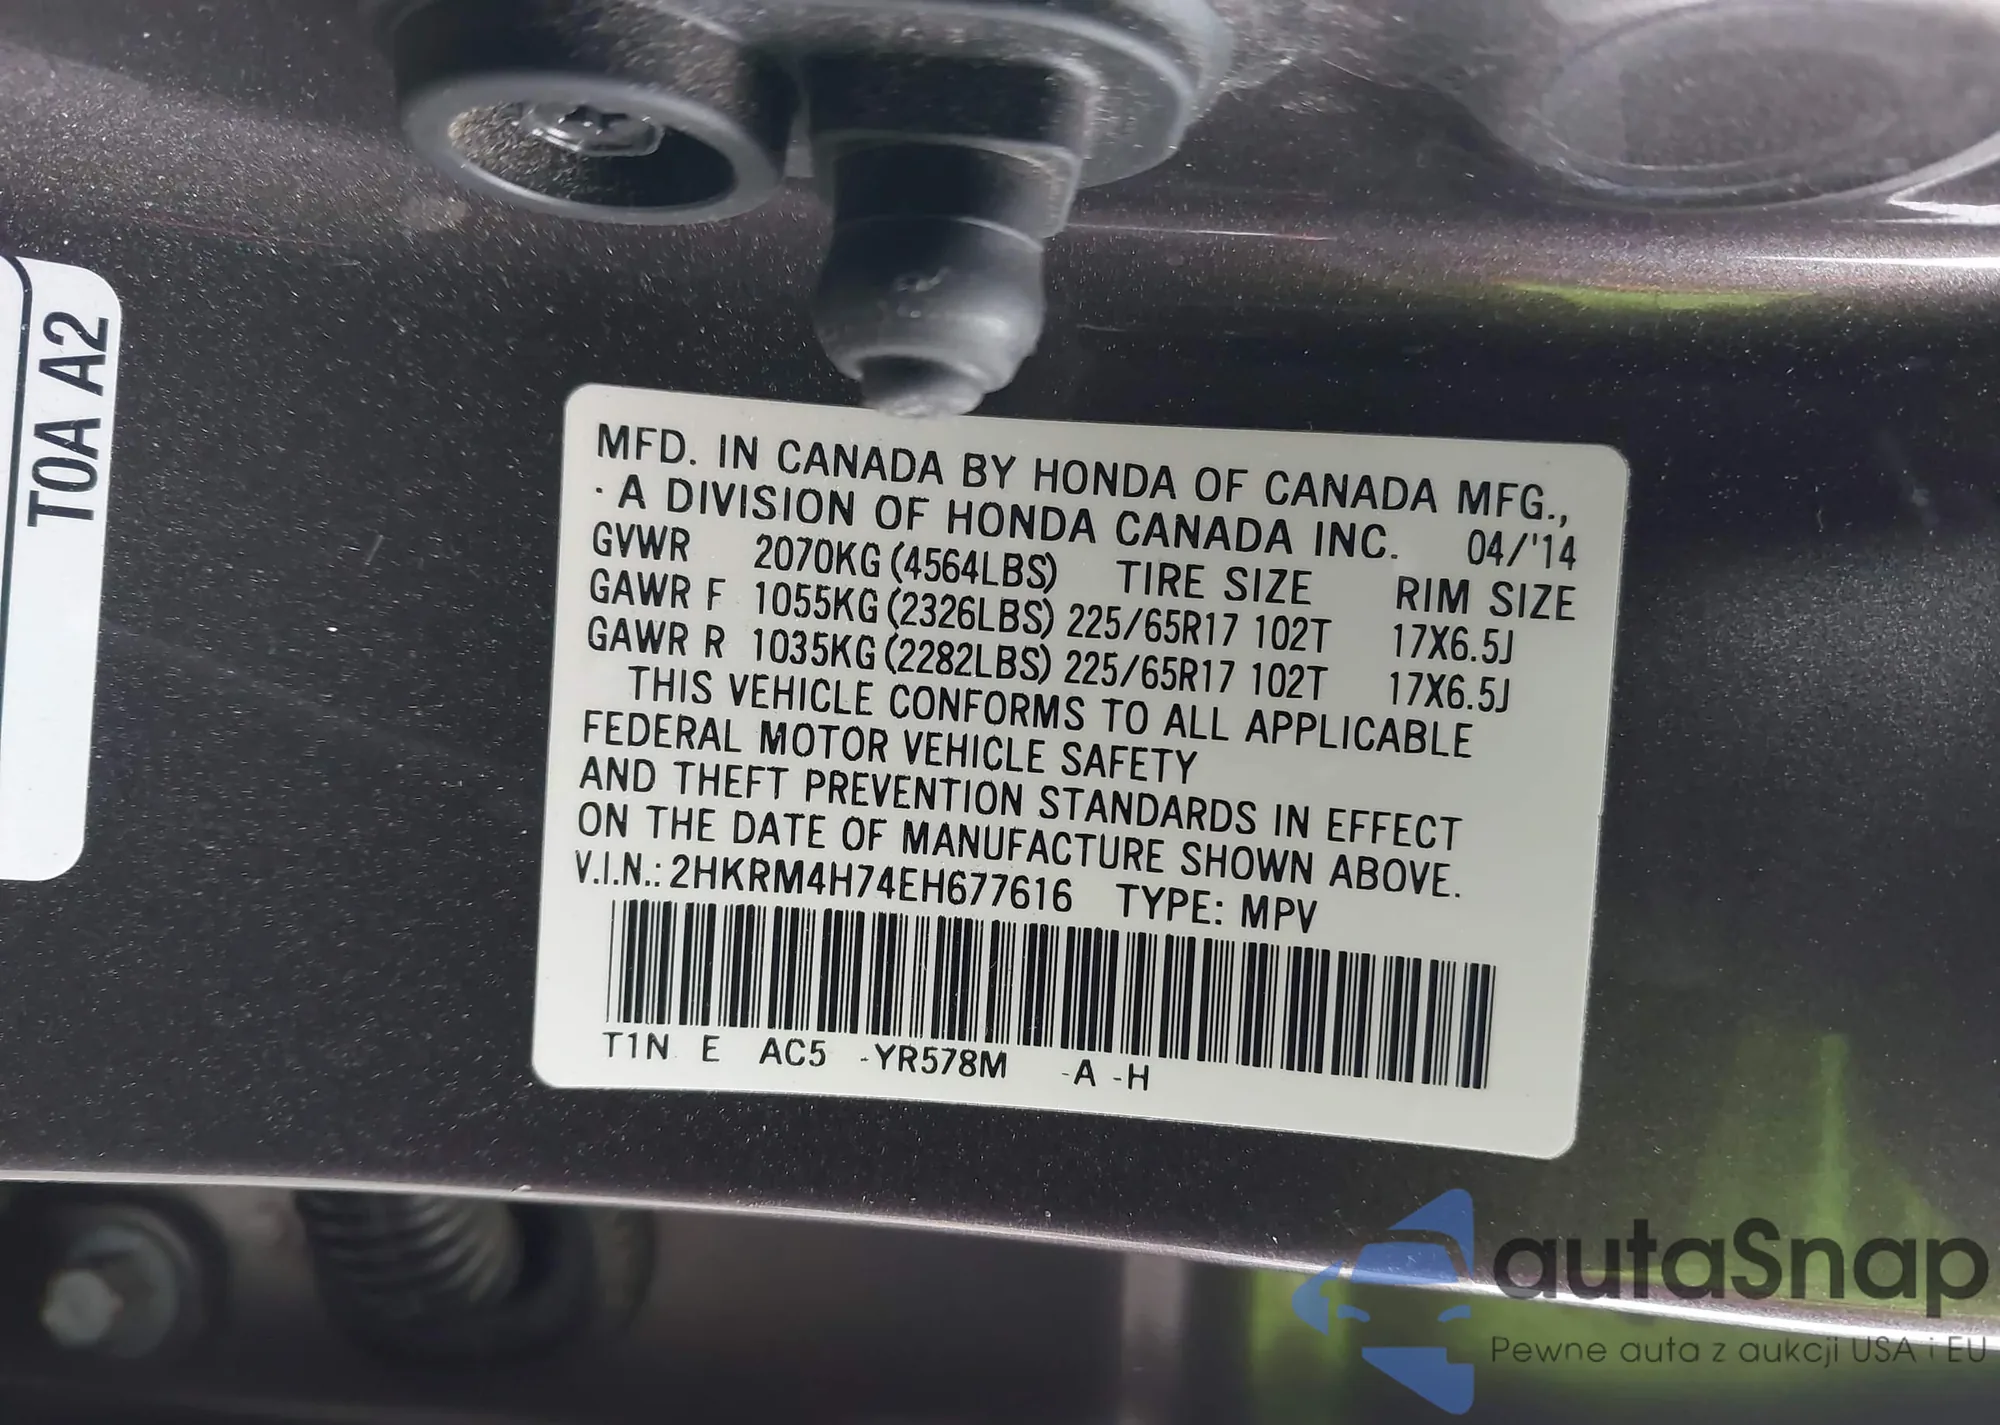 T0A A2
MFD. IN CANADA BY HONDA OF CANADA MFG.,
· A DIVISION OF HONDA CANADA INC. 04/'14
GVWR 2070KG (4564LBS) TIRE SIZE RIM SIZE
GAWR F 1055KG (2326LBS) 225/65R17 102T 17X6.5J
GAWR R 1035KG (2282LBS) 225/65R17 102T 17X6.5J
THIS VEHICLE CONFORMS TO ALL APPLICABLE
FEDERAL MOTOR VEHICLE SAFETY
AND THEFT PREVENTION STANDARDS IN EFFECT
ON THE DATE OF MANUFACTURE SHOWN ABOVE.
V.I.N.: 2HKRM4H74EH677616 TYPE: MPV
T1N E AC5 -YR578M -A -H
autaSnap
Pewne auta z aukcji USA i EU